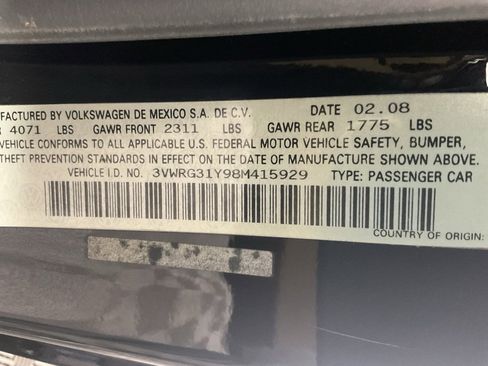 FACTURED BY VOLKSWAGEN DE MEXICO S.A. DE C.V. DATE 02.08
4071 LBS GAWR FRONT 2311 LBS GAWR REAR 1775 LBS
VEHICLE CONFORMS TO ALL APPLICABLE U.S. FEDERAL MOTOR VEHICLE SAFETY, BUMPER,
THEFT PREVENTION STANDARDS IN EFFECT ON THE DATE OF MANUFACTURE SHOWN ABOVE.
VEHICLE I.D. NO. 3VWRG31Y98M415929 TYPE: PASSENGER CAR
COUNTRY OF ORIGIN: